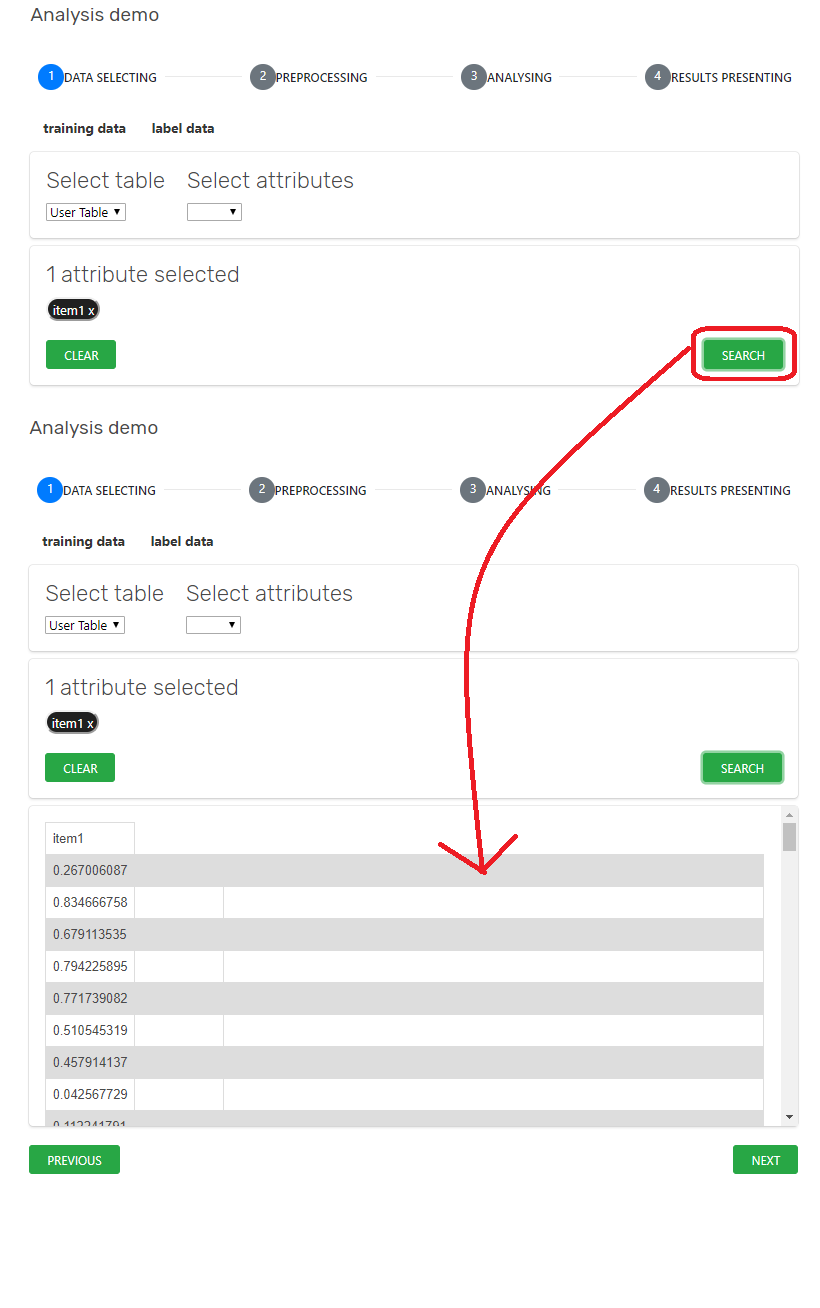 Analysis demo
1 DATA SELECTING 2 PREPROCESSING 3 ANALYSING 4 RESULTS PRESENTING
training data label data
Select table Select attributes
User Table
1 attribute selected
item1 x
CLEAR SEARCH
Analysis demo
1 DATA SELECTING 2 PREPROCESSING 3 ANALYSING 4 RESULTS PRESENTING
training data label data
Select table Select attributes
User Table
1 attribute selected
item1 x
CLEAR SEARCH
item1
0.267006087
0.834666758
0.679113535
0.794225895
0.771739082
0.510545319
0.457914137
0.042567729
PREVIOUS NEXT